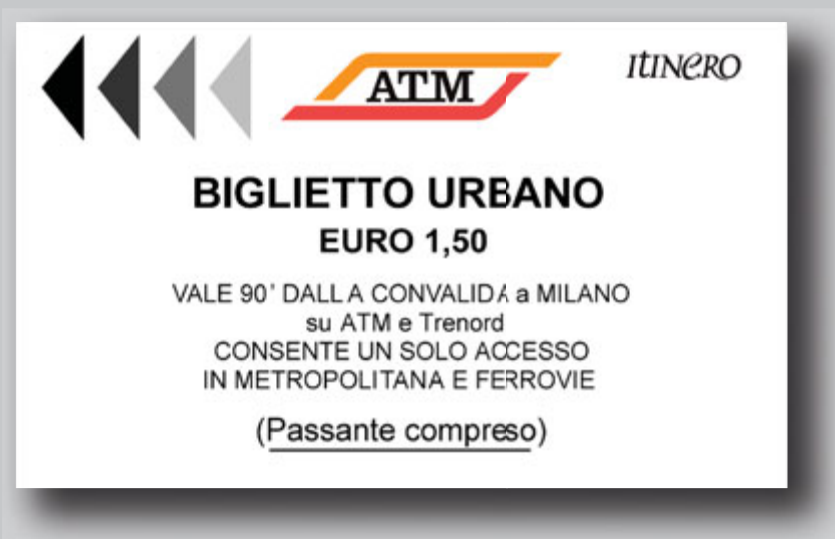 ATM
ITINERO
BIGLIETTO URBANO
EURO 1,50
VALE 90' DALLA CONVALIDA a MILANO
su ATM e Trenord
CONSENTE UN SOLO ACCESSO
IN METROPOLITANA E FERROVIE
(Passante compreso)